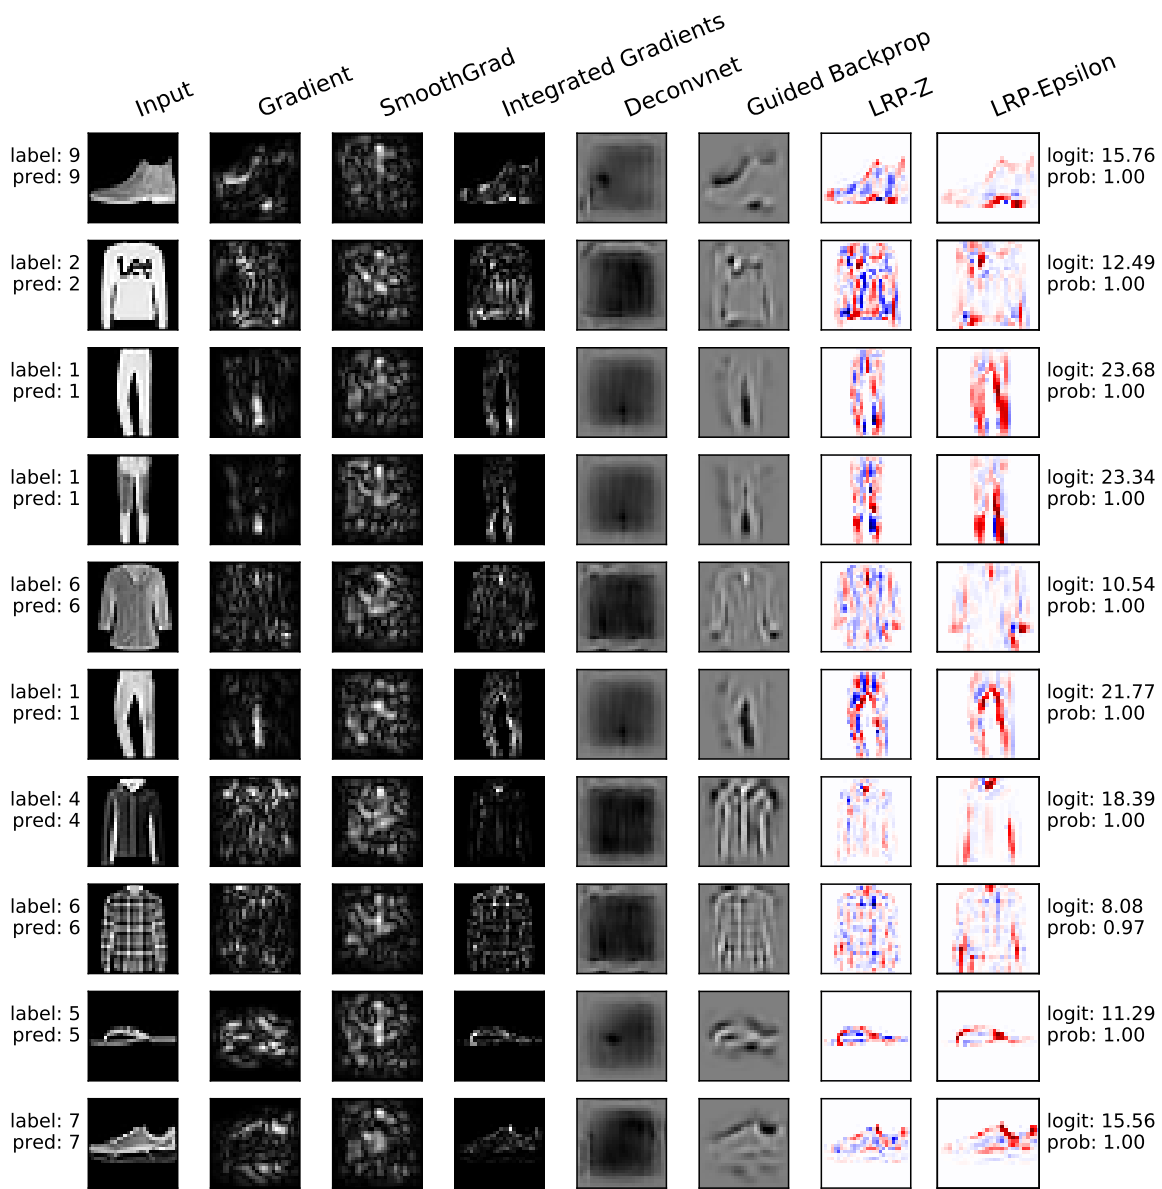 Input Gradient SmoothGrad Integrated Gradients Deconvnet Guided Backprop LRP-Z LRP-Epsilon
label: 9 logit: 15.76
pred: 9 prob: 1.00
label: 2 Lee logit: 12.49
pred: 2 prob: 1.00
label: 1 logit: 23.68
pred: 1 prob: 1.00
label: 1 logit: 23.34
pred: 1 prob: 1.00
label: 6 logit: 10.54
pred: 6 prob: 1.00
label: 1 logit: 21.77
pred: 1 prob: 1.00
label: 4 logit: 18.39
pred: 4 prob: 1.00
label: 6 logit: 8.08
pred: 6 prob: 0.97
label: 5 logit: 11.29
pred: 5 prob: 1.00
label: 7 logit: 15.56
pred: 7 prob: 1.00